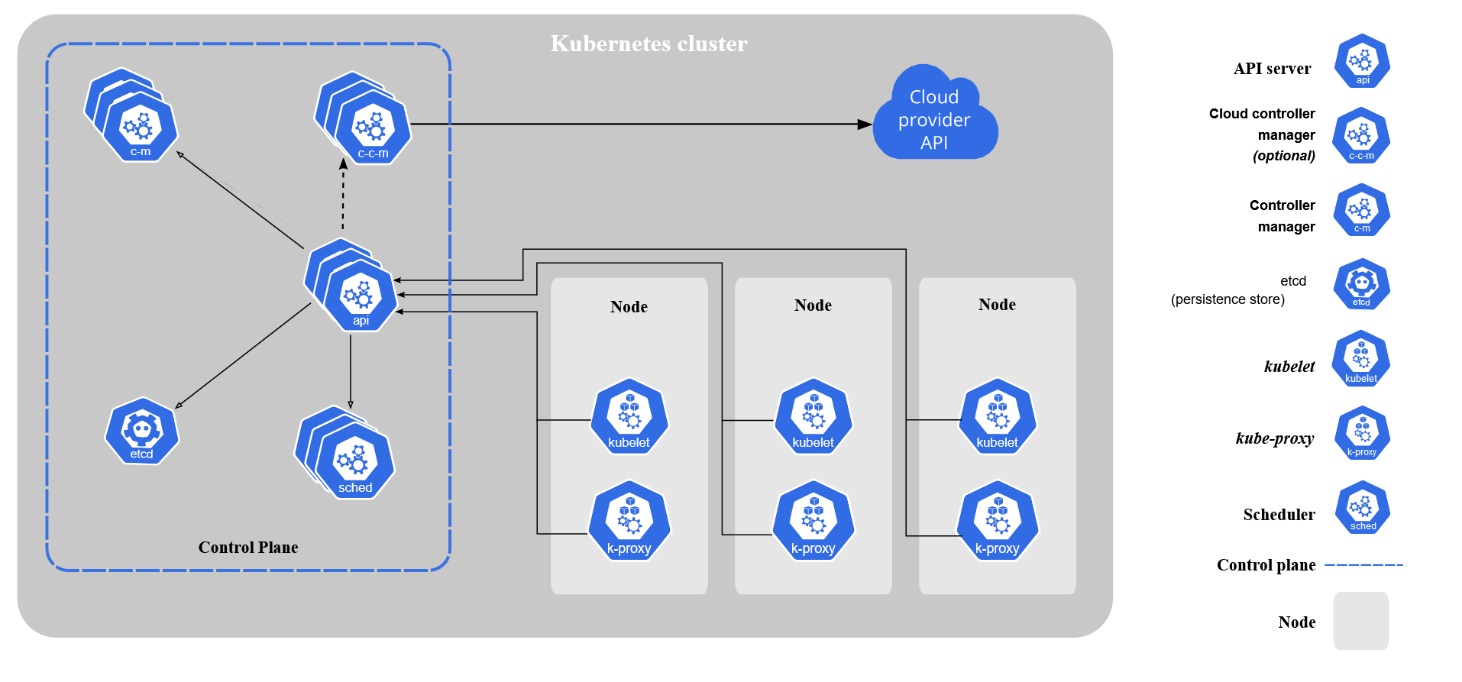 Kubernetes cluster
c-m
c-c-m
Cloud
provider
API
api
etcd
sched
Control Plane
Node
kubelet
k-proxy
Node
kubelet
k-proxy
Node
kubelet
k-proxy
API server
api
Cloud controller
manager
(optional)
c-c-m
Controller
manager
c-m
etcd
(persistence store)
etcd
kubelet
kubelet
kube-proxy
k-proxy
Scheduler
sched
Control plane
Node